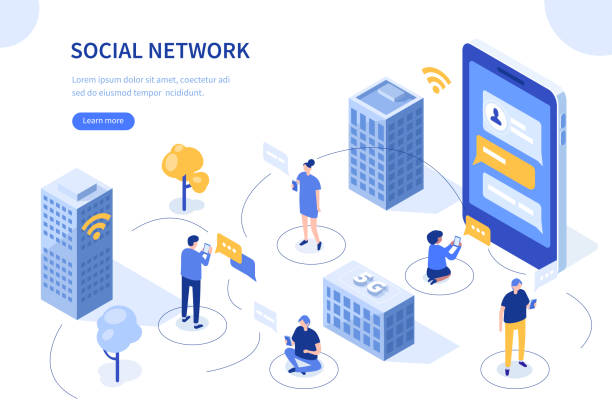 SOCIAL NETWORK
Lorem ipsum dolor sit amet, coectetur adi
sed do eiusmod tempor ncididunt.
Learn more
5G